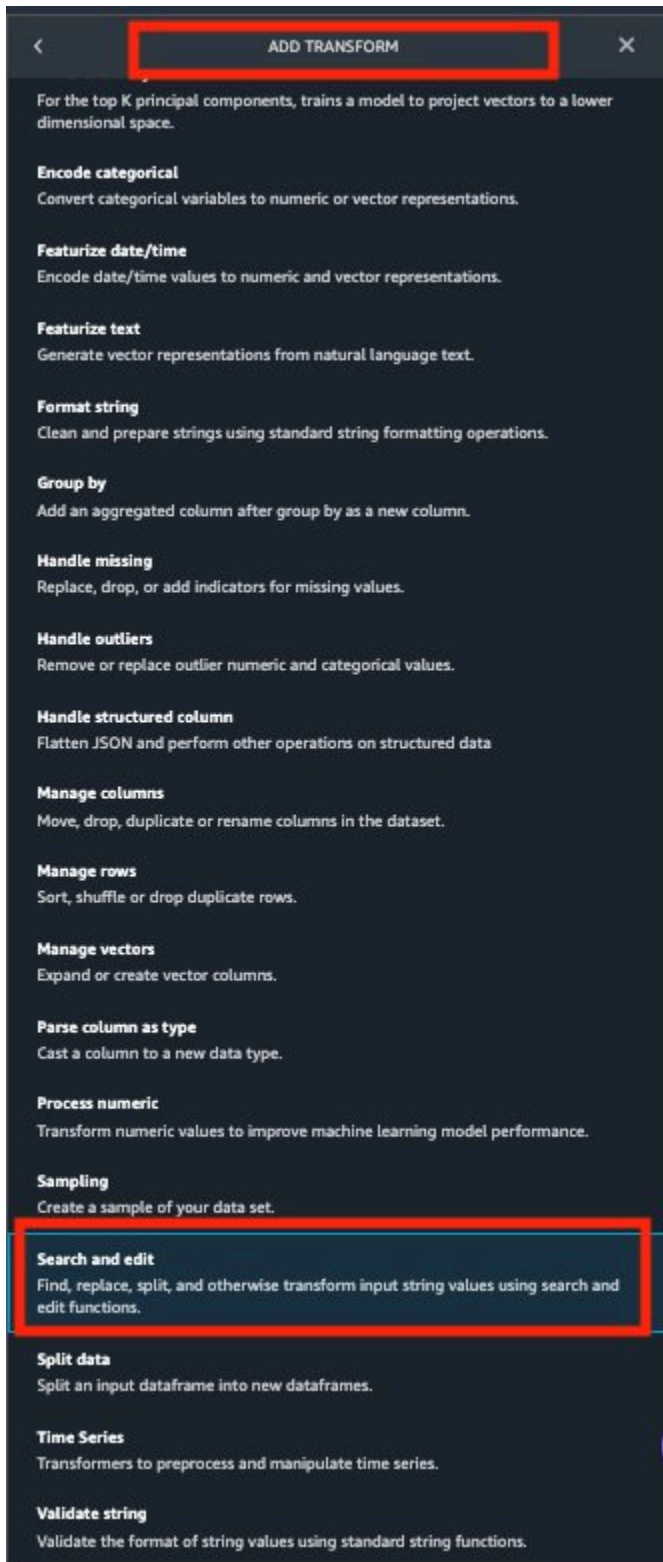 ADD TRANSFORM
For the top K principal components, trains a model to project vectors to a lower
dimensional space.
Encode categorical
Convert categorical variables to numeric or vector representations.
Featurize date/time
Encode date/time values to numeric and vector representations.
Featurize text
Generate vector representations from natural language text.
Format string
Clean and prepare strings using standard string formatting operations.
Group by
Add an aggregated column after group by as a new column.
Handle missing
Replace, drop, or add indicators for missing values.
Handle outliers
Remove or replace outlier numeric and categorical values.
Handle structured column
Flatten JSON and perform other operations on structured data
Manage columns
Move, drop, duplicate or rename columns in the dataset.
Manage rows
Sort, shuffle or drop duplicate rows.
Manage vectors
Expand or create vector columns.
Parse column as type
Cast a column to a new data type.
Process numeric
Transform numeric values to improve machine learning model performance.
Sampling
Create a sample of your data set.
Search and edit
Find, replace, split, and otherwise transform input string values using search and
edit functions.
Split data
Split an input dataframe into new dataframes.
Time Series
Transformers to preprocess and manipulate time series.
Validate string
Validate the format of string values using standard string functions.